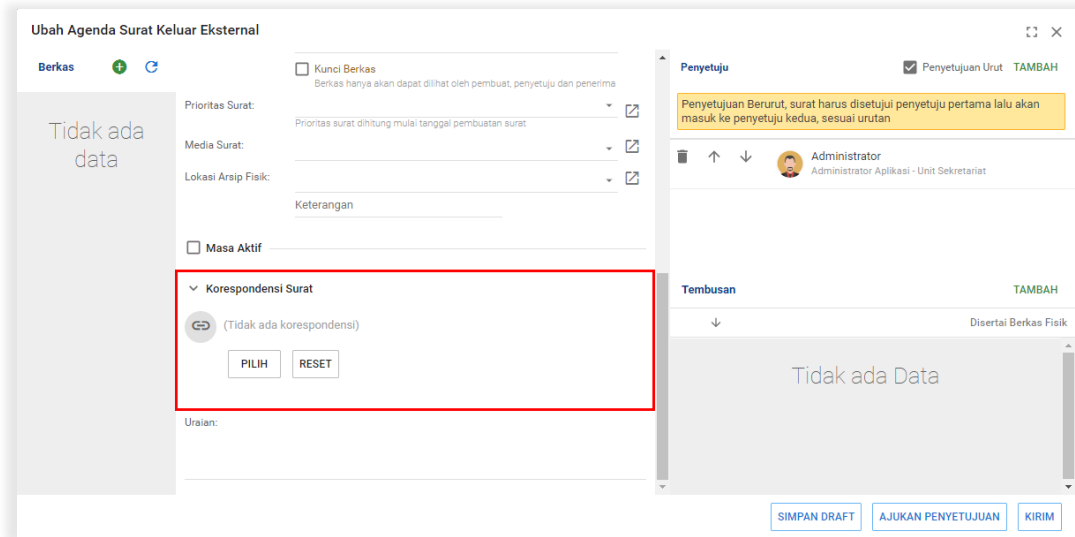 Ubah Agenda Surat Keluar Eksternal
Berkas
Tidak ada
data
Kunci Berkas
Berkas hanya akan dapat dilihat oleh pembuat, penyetuju dan penerima
Prioritas Surat:
Prioritas surat dihitung mulai tanggal pembuatan surat
Media Surat:
Lokasi Arsip Fisik:
Keterangan
Masa Aktif
Korespondensi Surat
(Tidak ada korespondensi)
PILIH RESET
Uraian:
Penyetuju Penyetujuan Urut TAMBAH
Penyetujuan Berurut, surat harus disetujui penyetuju pertama lalu akan
masuk ke penyetuju kedua, sesuai urutan
Administrator
Administrator Aplikasi - Unit Sekretariat
Tembusan TAMBAH
Disertai Berkas Fisik
Tidak ada Data
SIMPAN DRAFT AJUKAN PENYETUJUAN KIRIM